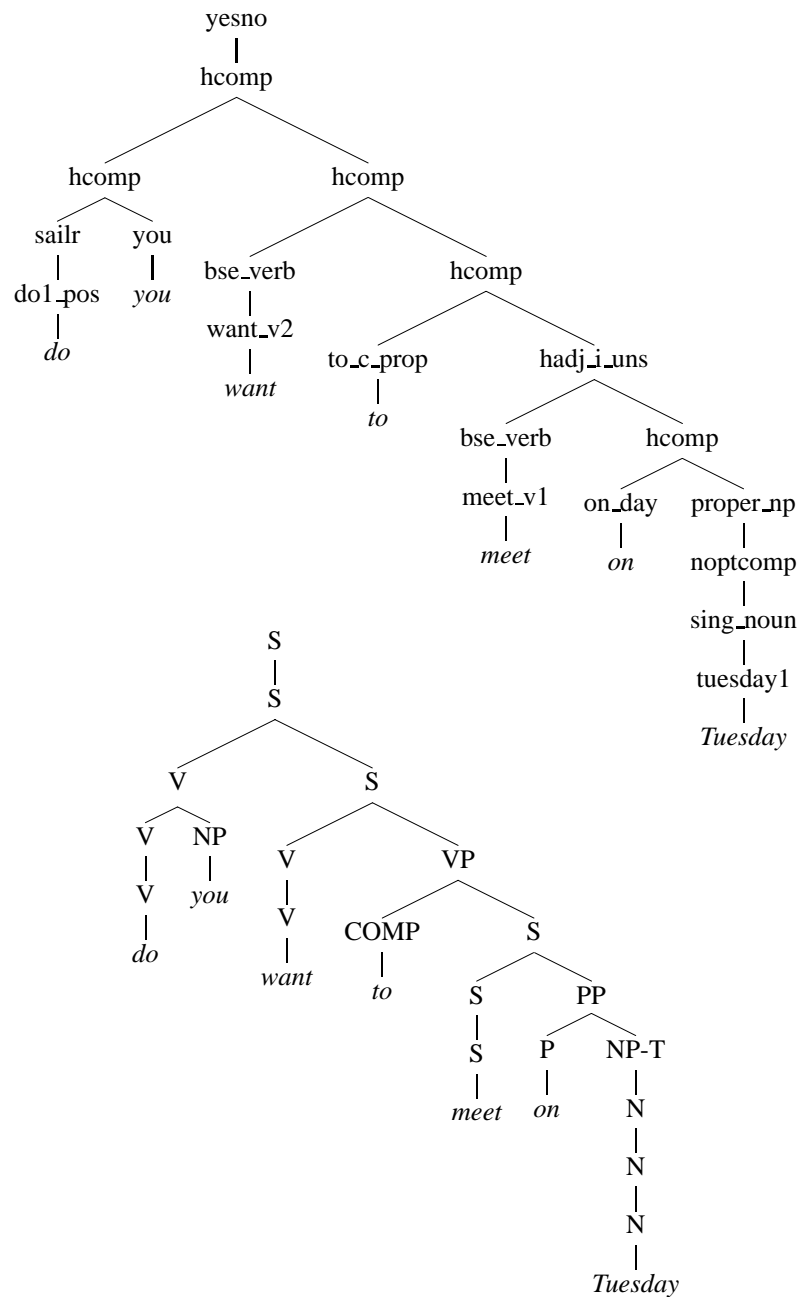 yesno
hcomp
hcomp hcomp
sailr you
bse_verb hcomp
do1_pos you
want_v2
do
to_c_prop hadj_i_uns
want
to
bse_verb hcomp
meet_v1 on_day proper_np
meet on noptcomp
sing_noun
tuesday1
Tuesday
S
S
V S
V NP
V VP
V you
V
do
COMP S
want
to
S PP
S P NP-T
meet on
N
N
N
Tuesday